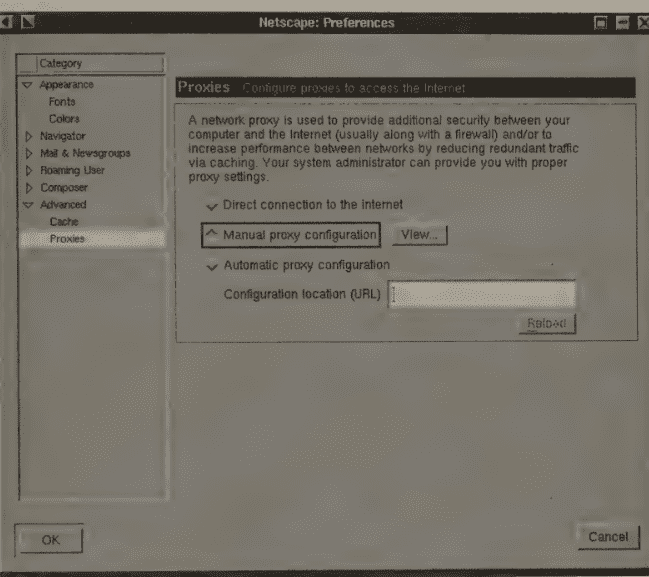 Netscape: Preferences
Category
Appearance
Fonts
Colors
Navigator
Mail & Newsgroups
Roaming User
Composer
Advanced
Cache
Proxies
Proxies Configure proxies to access the Internet
A network proxy is used to provide additional security between your
computer and the Internet (usually along with a firewall) and/or to
increase performance between networks by reducing redundant traffic
via caching. Your system administrator can provide you with proper
proxy settings.
Direct connection to the Internet
Manual proxy configuration View...
Automatic proxy configuration
Configuration location (URL)
Reload
OK
Cancel